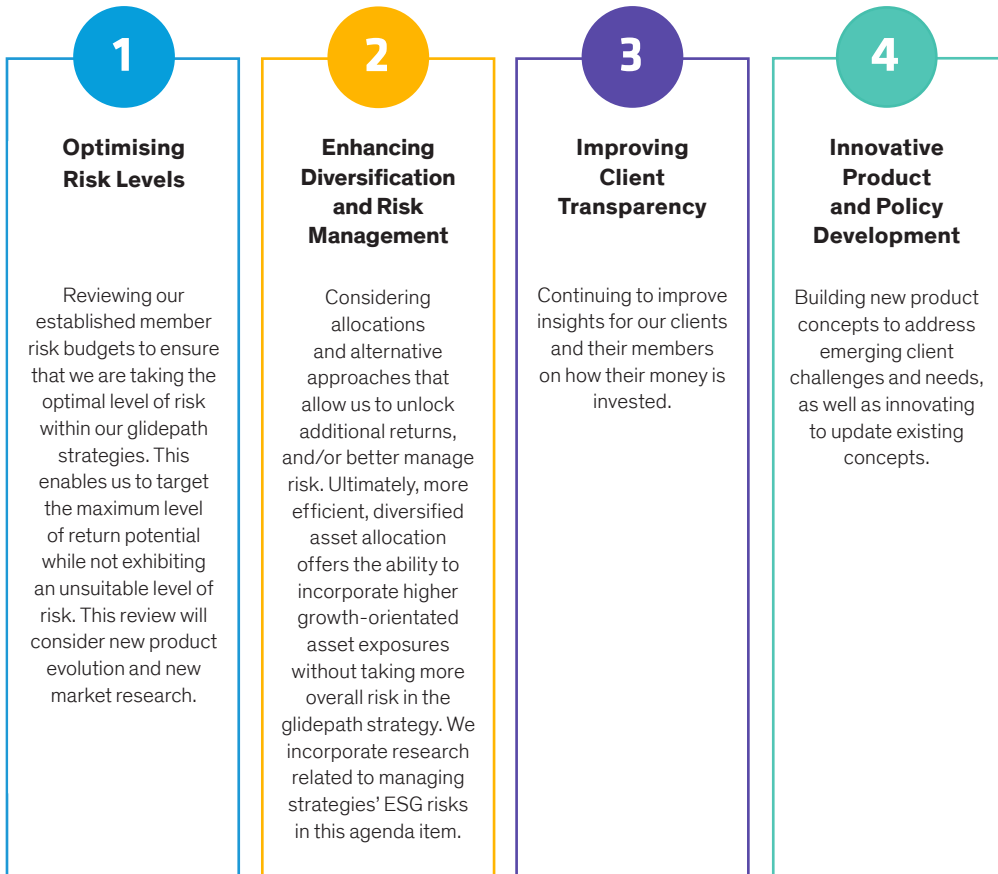 1
Optimising
Risk Levels
Reviewing our
established member
risk budgets to ensure
that we are taking the
optimal level of risk
within our glidepath
strategies. This
enables us to target
the maximum level
of return potential
while not exhibiting
an unsuitable level of
risk. This review will
consider new product
evolution and new
market research.
2
Enhancing
Diversification
and Risk
Management
Considering
allocations
and alternative
approaches that
allow us to unlock
additional returns,
and/or better manage
risk. Ultimately, more
efficient, diversified
asset allocation
offers the ability to
incorporate higher
growth-orientated
asset exposures
without taking more
overall risk in the
glidepath strategy. We
incorporate research
related to managing
strategies’ ESG risks
in this agenda item.
3
Improving
Client
Transparency
Continuing to improve
insights for our clients
and their members
on how their money is
invested.
4
Innovative
Product
and Policy
Development
Building new product
concepts to address
emerging client
challenges and needs,
as well as innovating
to update existing
concepts.